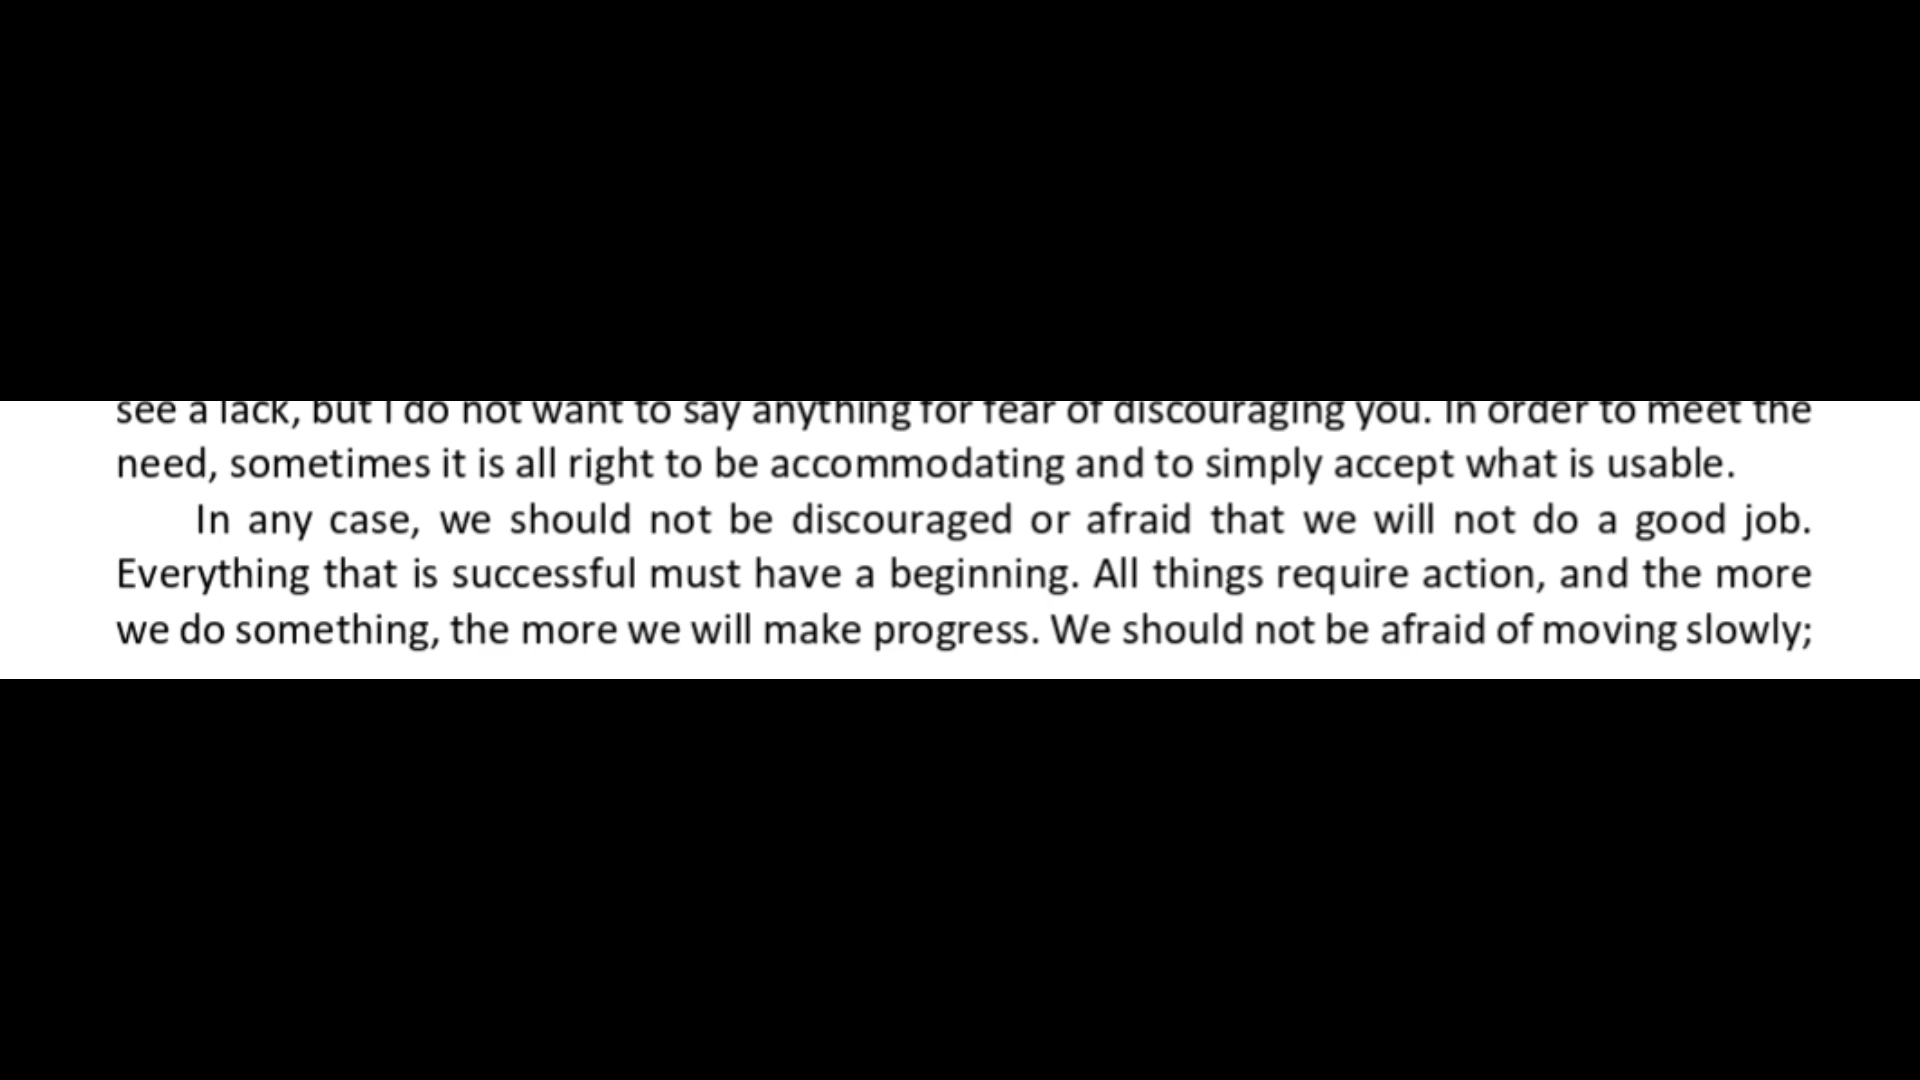 see a lack, but I do not want to say anything for fear of discouraging you. In order to meet the
need, sometimes it is all right to be accommodating and to simply accept what is usable.
In any case, we should not be discouraged or afraid that we will not do a good job.
Everything that is successful must have a beginning. All things require action, and the more
we do something, the more we will make progress. We should not be afraid of moving slowly;